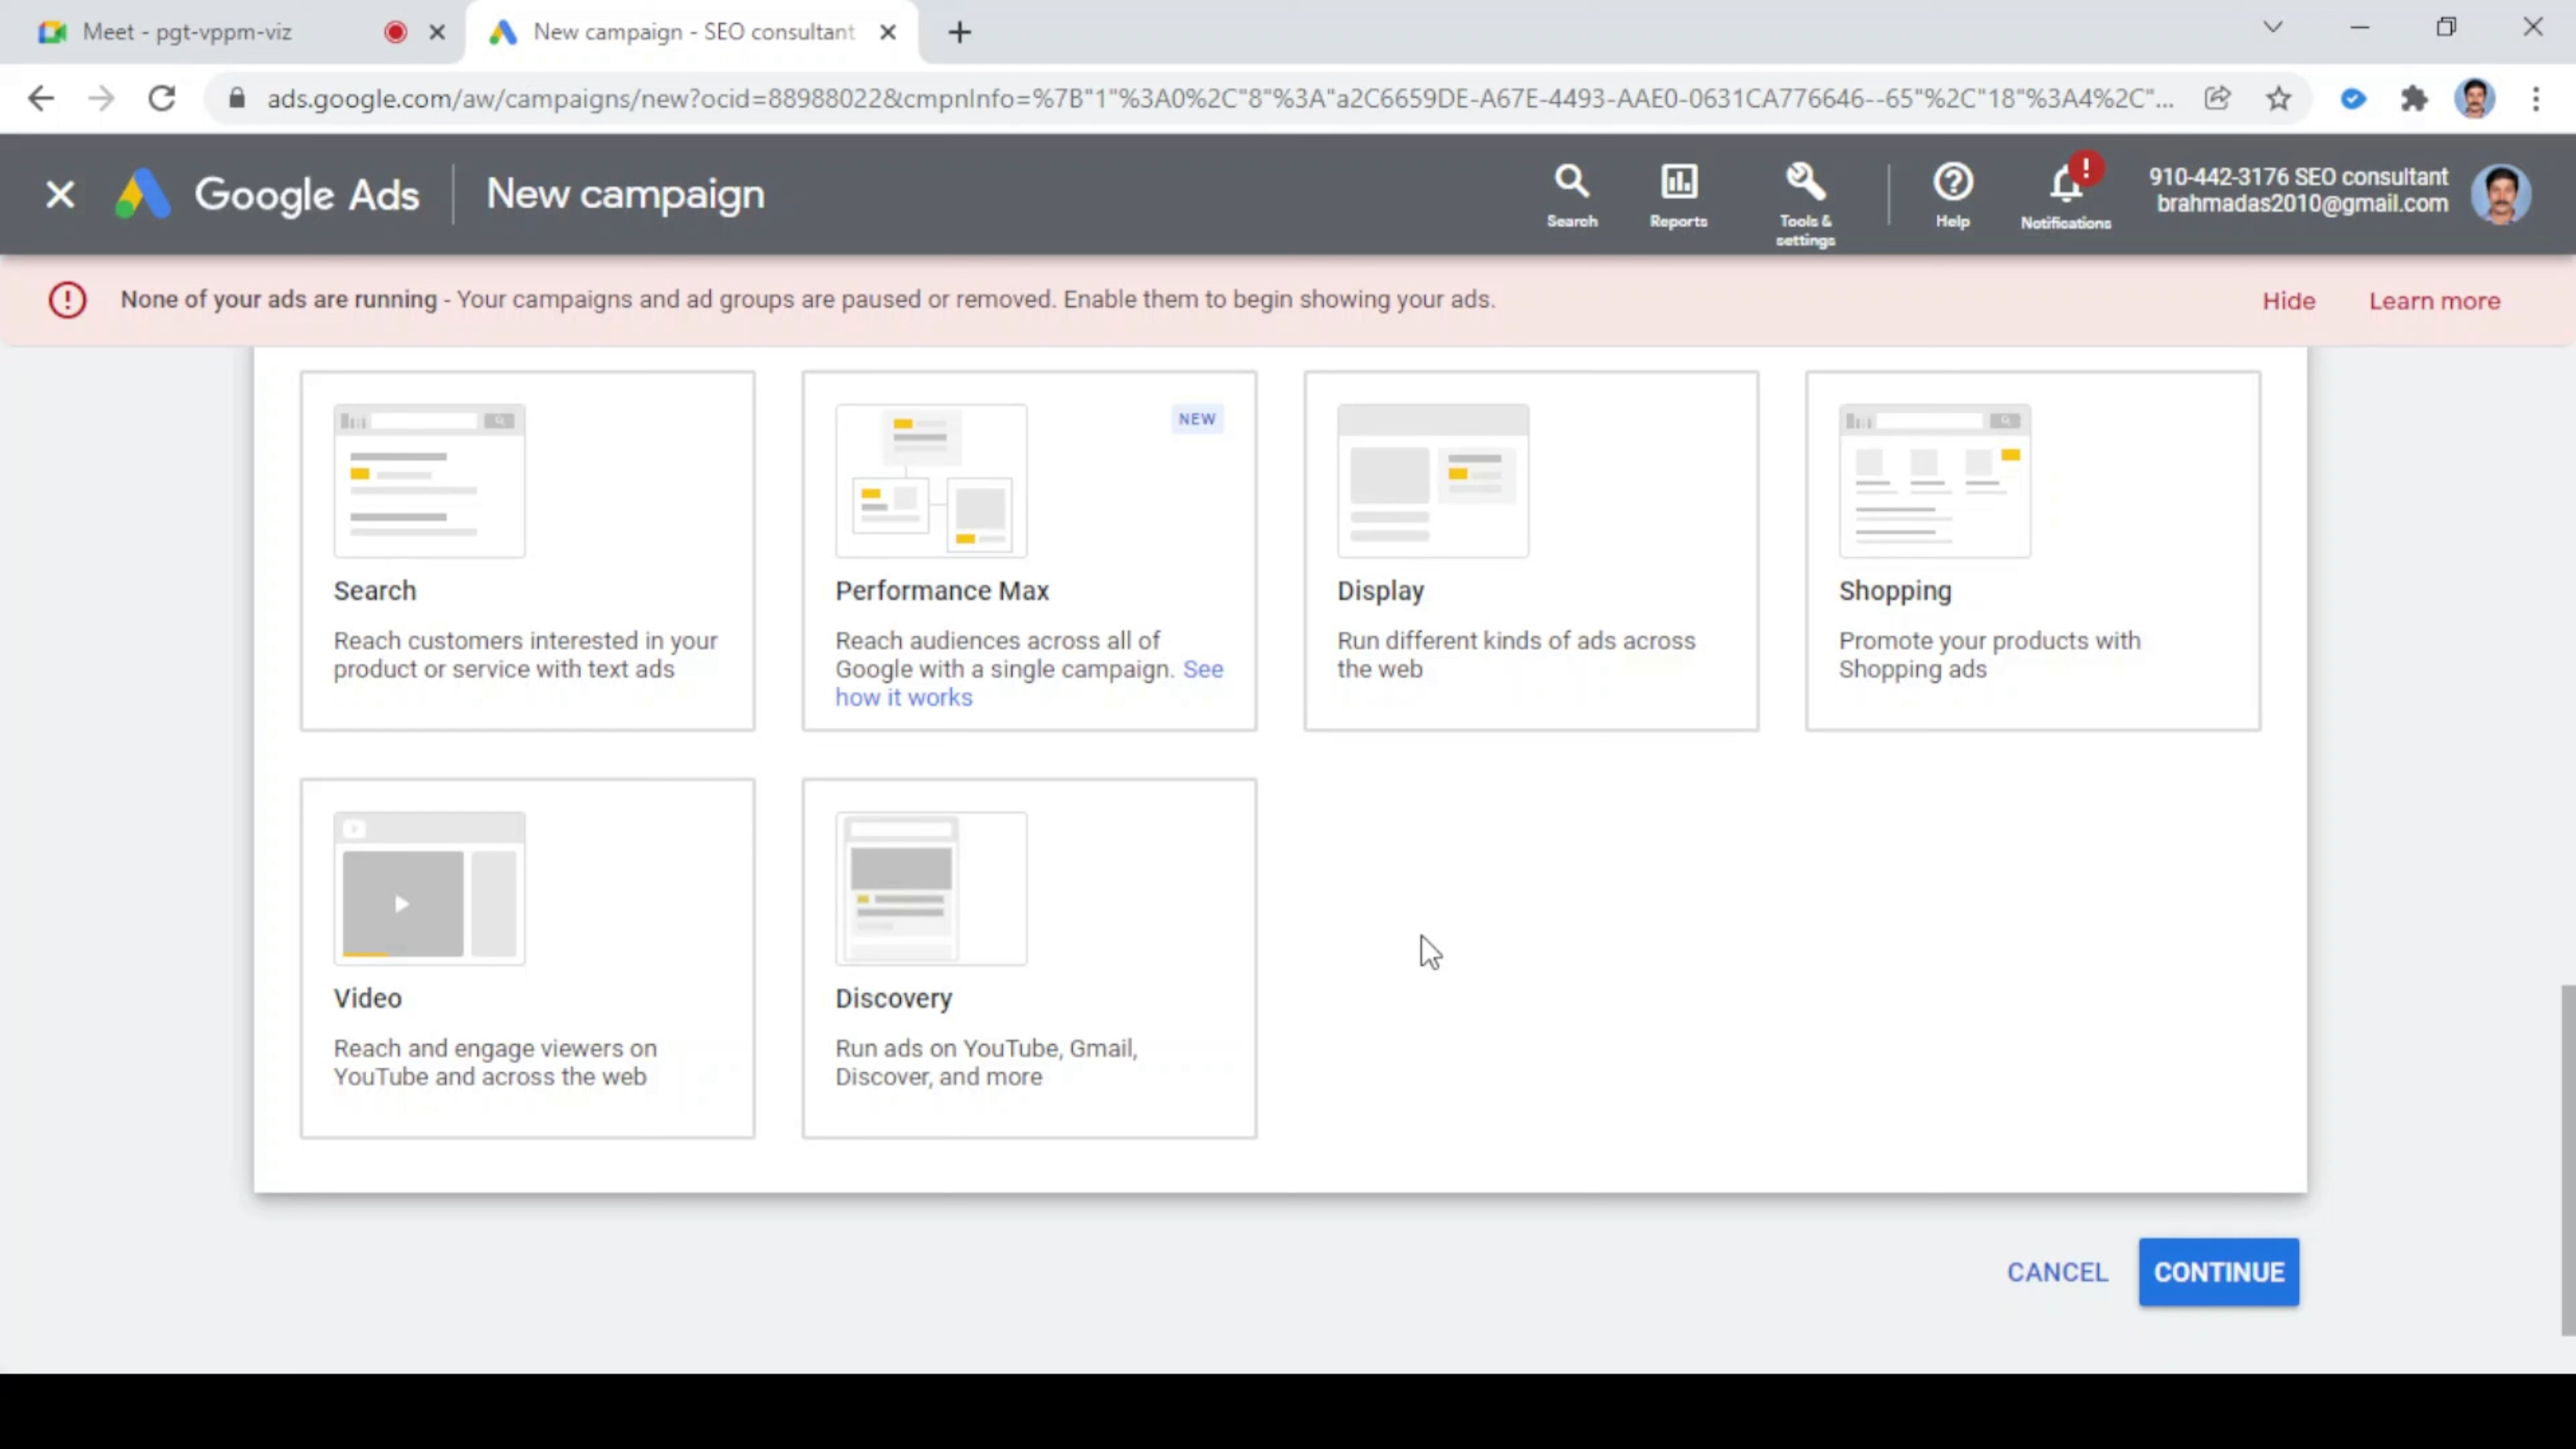 Meet - pgt-vppm-viz
New campaign - SEO consultant
ads.google.com/aw/campaigns/new?ocid=88988022&cmpnInfo=%7B"1"%3A0%2C"8"%3A"a2C6659DE-A67E-4493-AAE0-0631CA776646--65"%2C"18"%3A4%2C"...
Google Ads
New campaign
Search
Reports
Tools &
settings
Help
Notifications
910-442-3176 SEO consultant
brahmadas2010@gmail.com
None of your ads are running - Your campaigns and ad groups are paused or removed. Enable them to begin showing your ads.
Hide
Learn more
Search
Reach customers interested in your
product or service with text ads
NEW
Performance Max
Reach audiences across all of
Google with a single campaign. See
how it works
Display
Run different kinds of ads across
the web
Shopping
Promote your products with
Shopping ads
Video
Reach and engage viewers on
YouTube and across the web
Discovery
Run ads on YouTube, Gmail,
Discover, and more
CANCEL
CONTINUE